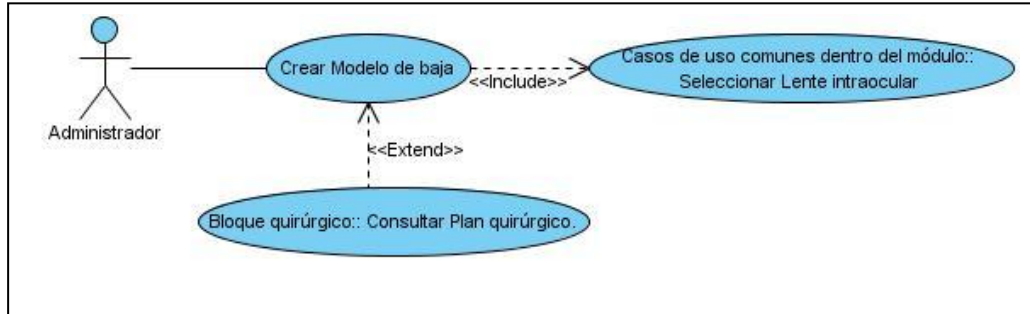 Administrador
Crear Modelo de baja
<<Include>>
Casos de uso comunes dentro del módulo::
Seleccionar Lente intraocular
<<Extend>>
Bloque quirúrgico:: Consultar Plan quirúrgico.